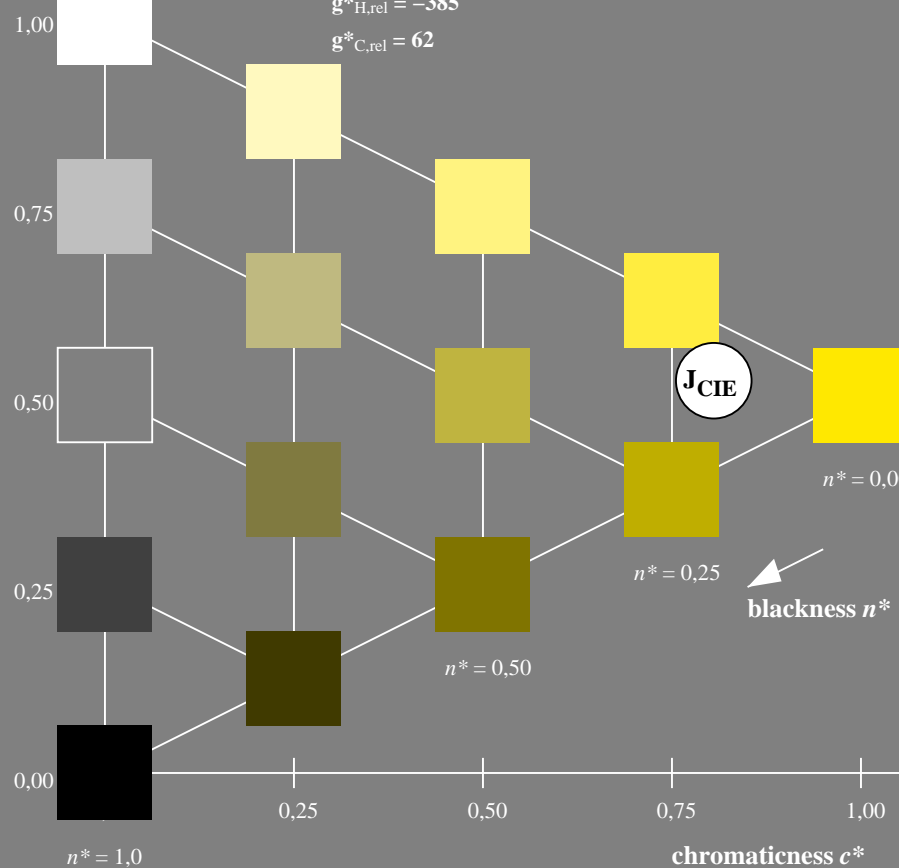 g*H,rel = −385
1,00
g*C,rel = 62
0,75
0,50
JCIE
n* = 0,0
n* = 0,25
0,25
blackness n*
n* = 0,50
0,00
0,25
0,50
0,75
1,00
n* = 1,0
chromaticness c*